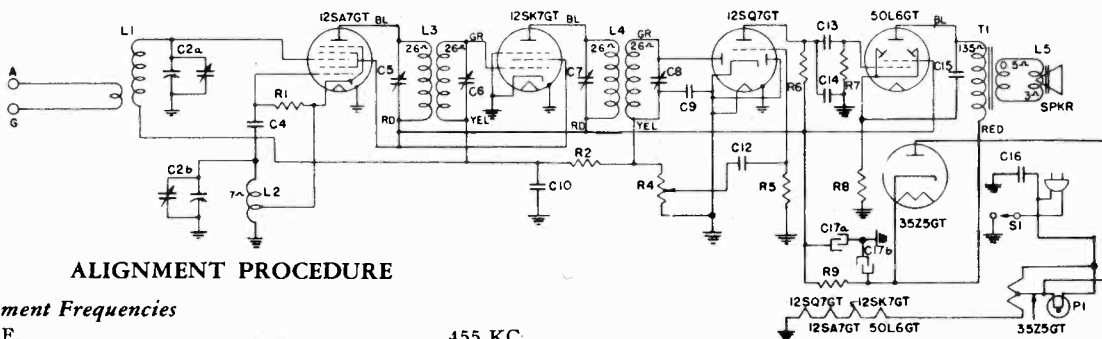 12SA7GT
12SK7GT
12SQ7GT
50L6GT
L1
C2a
BL
L3
GR
BL
L4
GR
C13
BL
T1
26~
26~
26~
26~
135~
L5
A
G
C5
C6
C7
C8
C9
R6
C14
R7
C15
0.5~
3~
SPKR
R1
C4
RD
YEL
RD
YEL
RED
C2b
7~
L2
R2
C10
R4
C12
R5
R8
35Z5GT
C16
S1
C17a
C17b
R9
ALIGNMENT PROCEDURE
ment Frequencies
F.
455 KC.
12SQ7GT
12SK7GT
12SA7GT
50L6GT
35Z5GT
P1